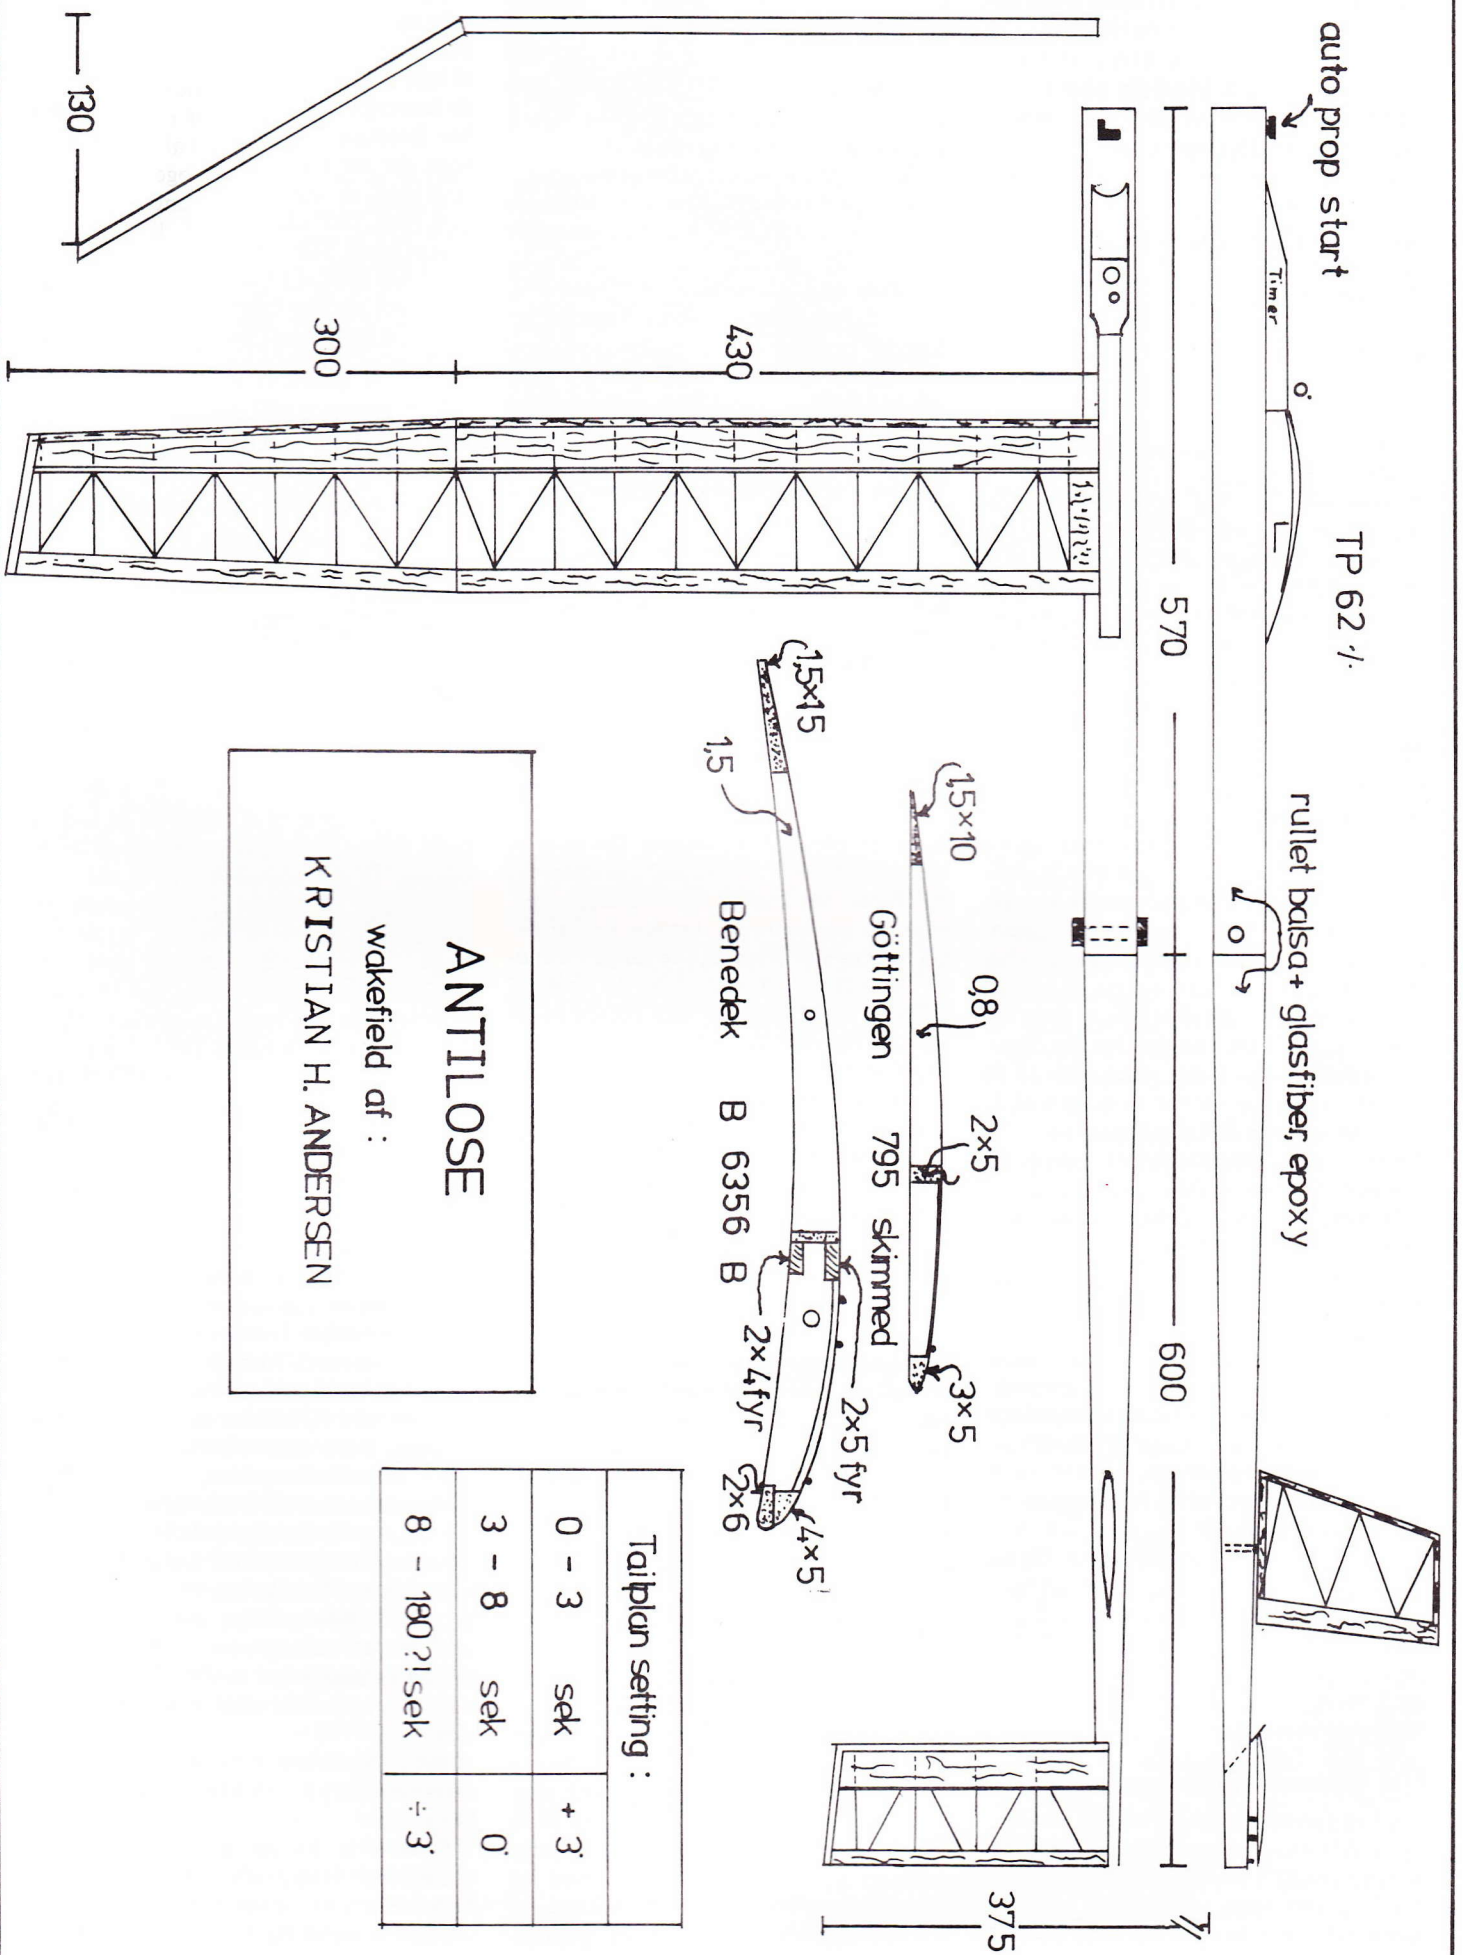 auto prop start
Timer
0°
TP 62 ·/·
rullet balsa + glasfiber, epoxy
570
600
375
130
300
430
1,5×10
0,8
2×5
3×5
Göttingen 795 skimmed
1,5×15
1,5
2×5 fyr
4×5
Benedek B 6356 B
2×4 fyr
2×6
ANTILOSE
wakefield af :
KRISTIAN H. ANDERSEN
Tailplan setting :
0 - 3 sek + 3°
3 - 8 sek 0°
8 - 180?! sek ÷ 3°